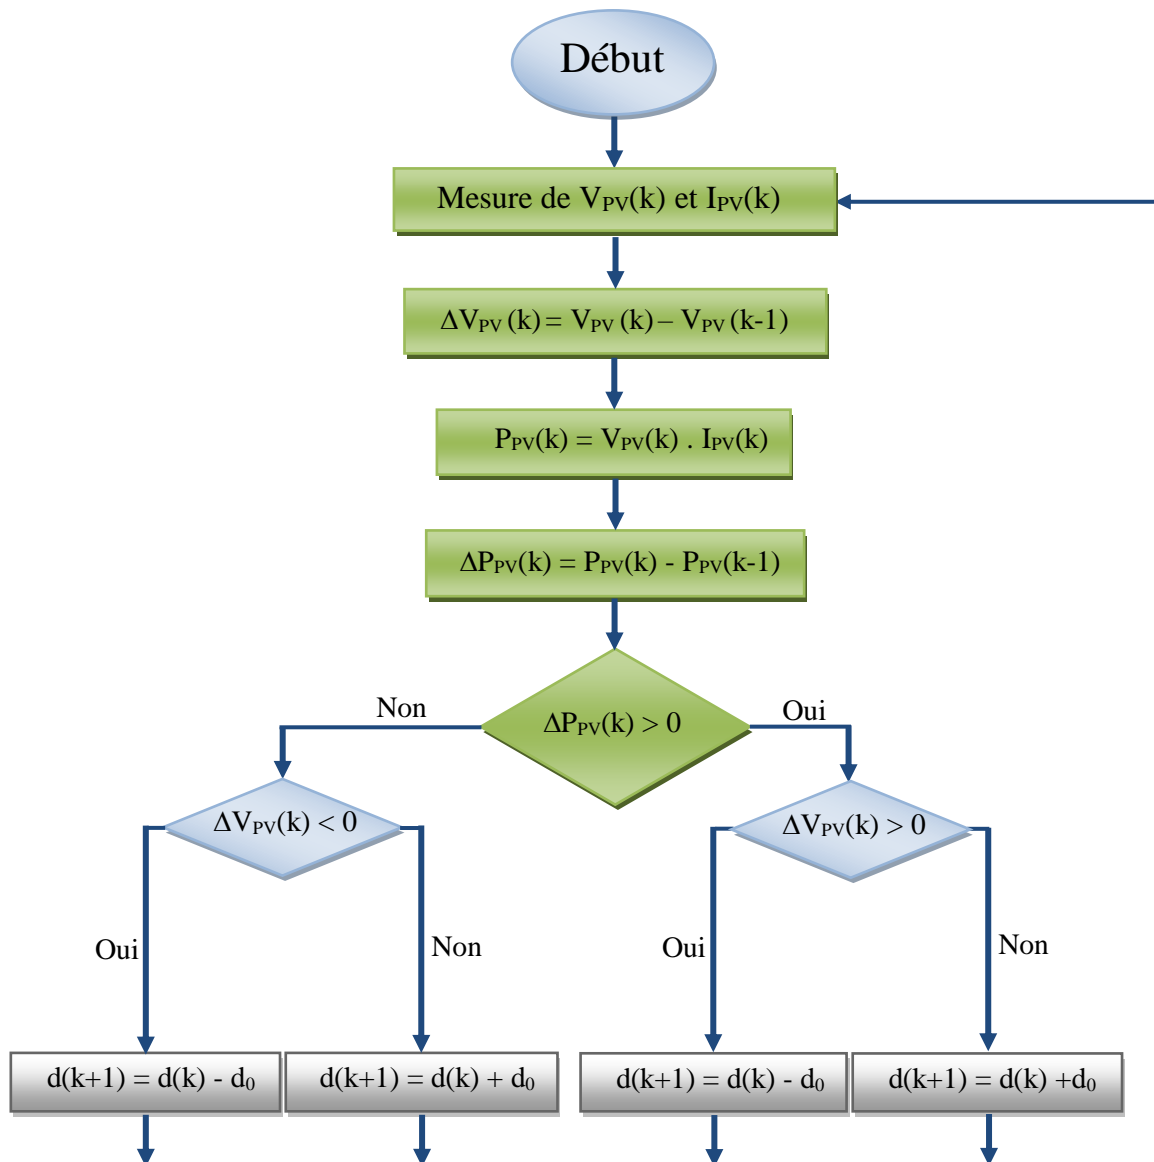 Début
Mesure de VPV(k) et IPV(k)
ΔVPV (k) = VPV (k) – VPV (k-1)
PPV(k) = VPV(k) . IPV(k)
ΔPPV(k) = PPV(k) - PPV(k-1)
Non
ΔPPV(k) > 0
Oui
ΔVPV(k) < 0
ΔVPV(k) > 0
Oui
Non
Oui
Non
d(k+1) = d(k) - d0
d(k+1) = d(k) + d0
d(k+1) = d(k) - d0
d(k+1) = d(k) +d0